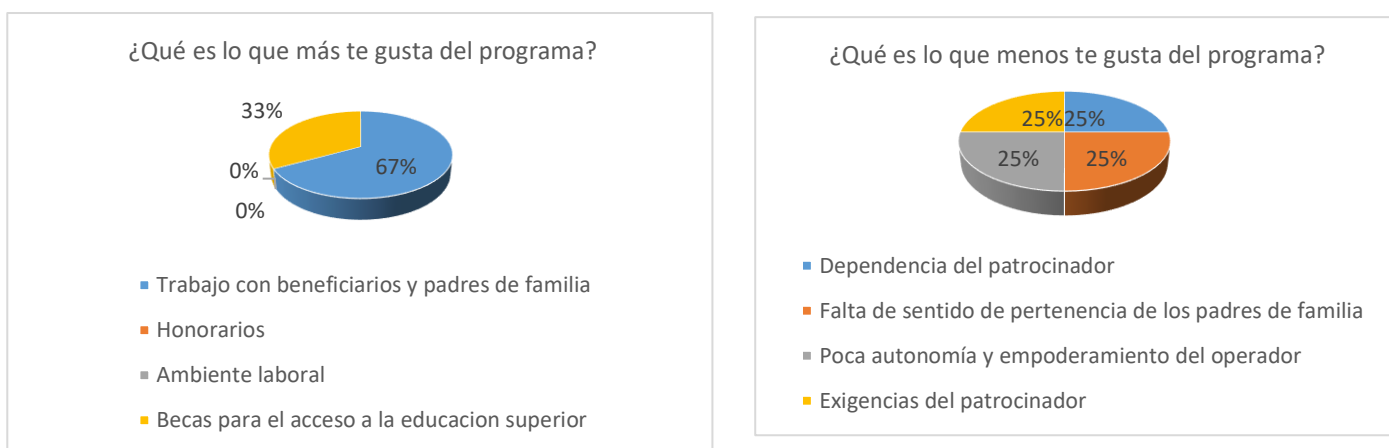 ¿Qué es lo que más te gusta del programa?
33%
67%
0%
0%
Trabajo con beneficiarios y padres de familia
Honorarios
Ambiente laboral
Becas para el acceso a la educacion superior
¿Qué es lo que menos te gusta del programa?
25% 25%
25% 25%
Dependencia del patrocinador
Falta de sentido de pertenencia de los padres de familia
Poca autonomía y empoderamiento del operador
Exigencias del patrocinador